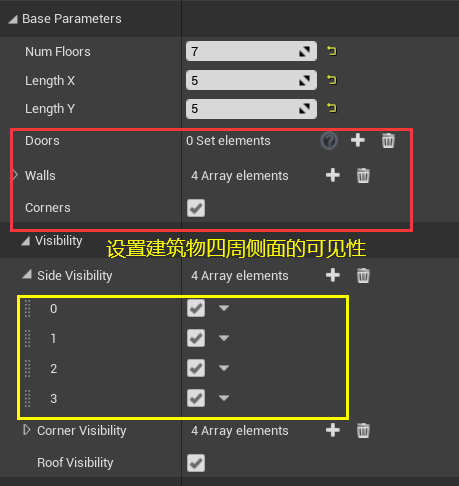 Base Parameters
Num Floors 7
Length X 5
Length Y 5
Doors 0 Set elements
Walls 4 Array elements
Corners
Visibility
设置建筑物四周侧面的可见性
Side Visibility 4 Array elements
0
1
2
3
Corner Visibility 4 Array elements
Roof Visibility